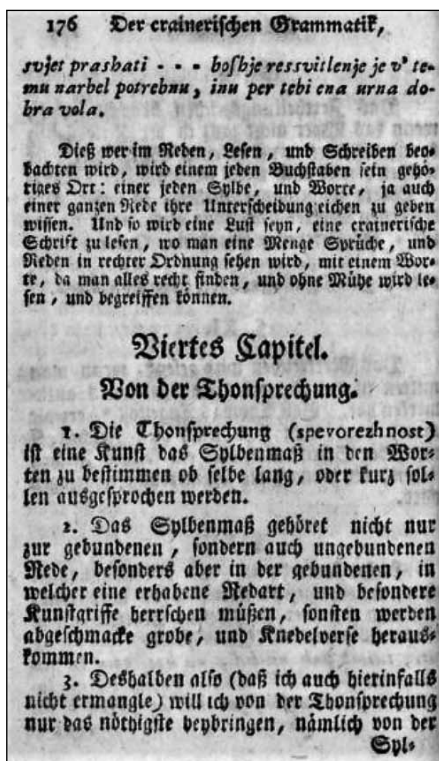 176 Der crainerischen Grammatik,
svjet prashati - - - boshje ressvitlenje je v' te-
mu narbel potrebnu, inu per tebi ena urna do-
bra vola.
Dieß wer im Reden, Lesen, und Schreiben beo-
bachten wird, wird einem jeden Buchstaben sein gehö-
riges Ort: einer jeden Sylbe, und Worte, ja auch
einer ganzen Rede ihre Unterscheidungszeichen zu geben
wissen. Und so wird eine Lust seyn, eine crainerische
Schrift zu lesen, wo man eine Menge Sprüche, und
Reden in rechter Ordnung sehen wird, mit einem Wor-
te, da man alles recht finden, und ohne Mühe wird le-
sen, und begreiffen können.
Viertes Capitel.
Von der Thonsprechung.
1. Die Thonsprechung (spevorezhnost)
ist eine Kunst das Sylbenmaß in den Wor-
ten zu bestimmen ob selbe lang, oder kurz sol-
len ausgesprochen werden.
2. Das Sylbenmaß gehöret nicht nur
zur gebundenen, sondern auch ungebundenen
Rede, besonders aber in der gebundenen, in
welcher eine erhabene Redart, und besondere
Kunstgriffe herrschen müßen, sonsten werden
abgeschmackte grobe, und Knedelverse heraus-
kommen.
3. Deshalben also (daß ich auch hierinfalls
nicht ermangle) will ich von der Thonsprechung
nur das nöthigste beybringen, nämlich von der
Syl-